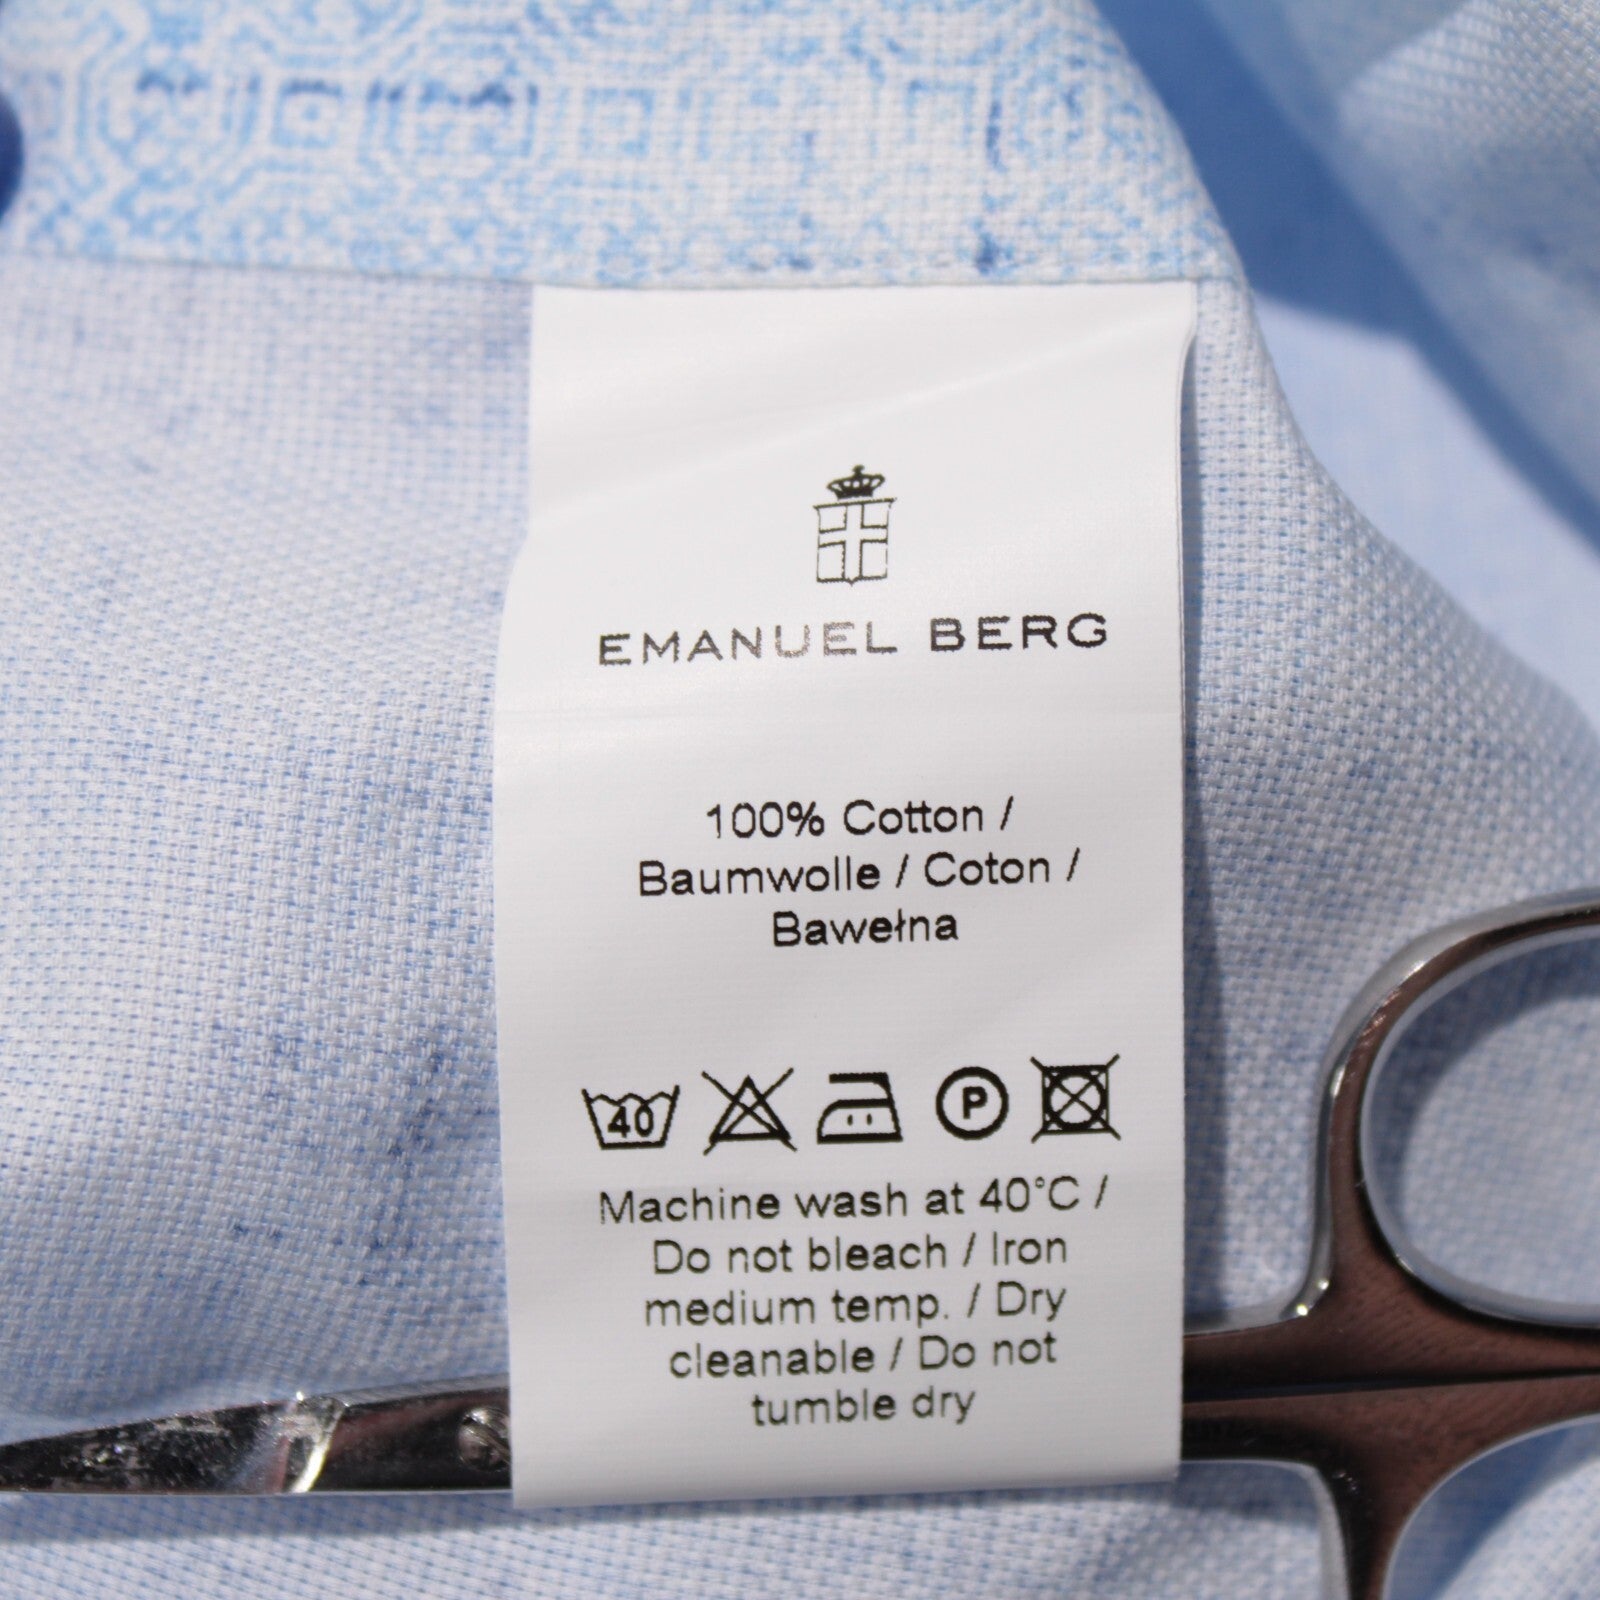 EMANUEL BERG
100% Cotton /
Baumwolle / Coton /
Bawełna
40 P
Machine wash at 40°C /
Do not bleach / Iron
medium temp. / Dry
cleanable / Do not
tumble dry